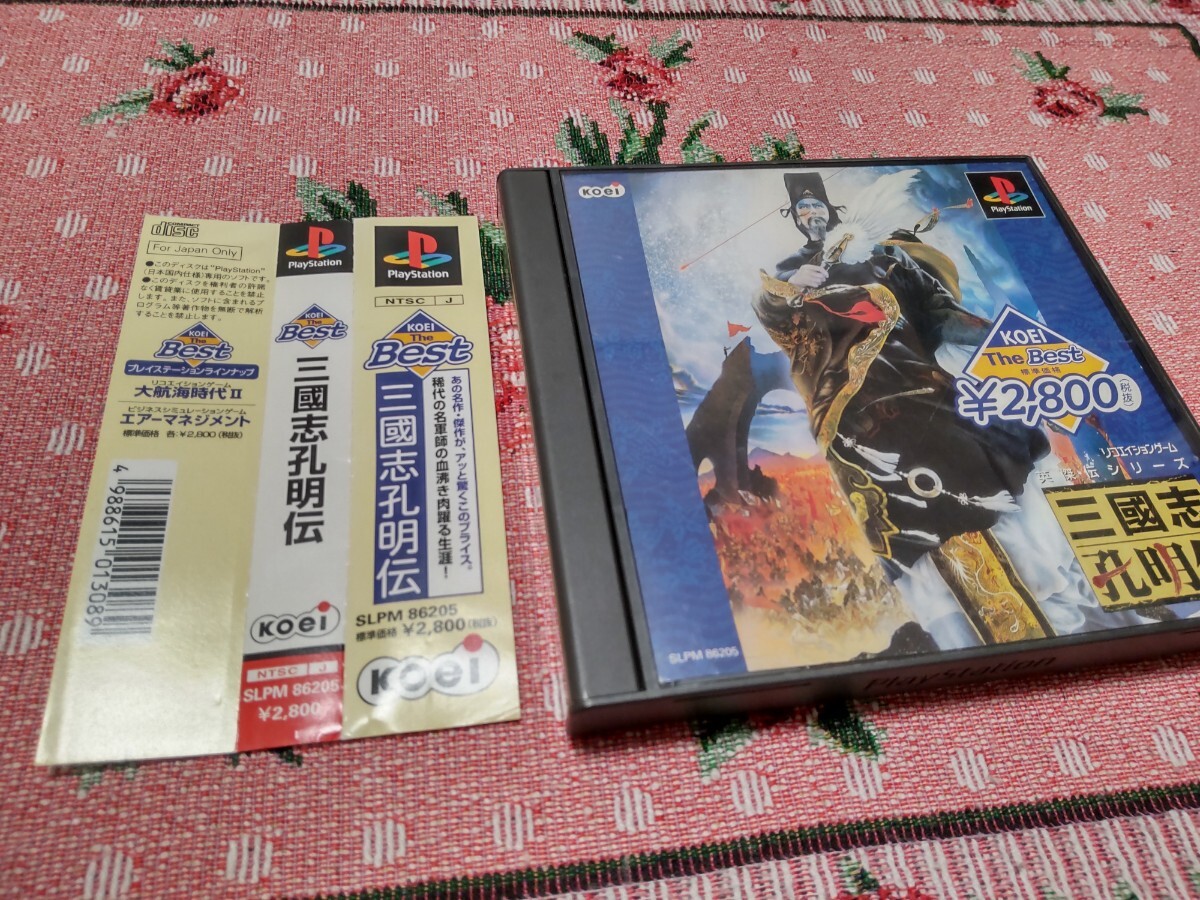 COMPACT
disc
For Japan Only
●このディスクは"PlayStation"
(日本国内仕様)専用のソフトです。
●このディスクを権利者の許諾
なく賃貸業に使用することを禁止
します。また、ソフトに含まれるプ
ログラム等著作物を無断で解析
することを禁止します。
KOEI
The
Best
プレイステーションラインナップ
リコエイションゲーム
大航海時代II
ビジネスシミュレーションゲーム
エアーマネジメント
標準価格 各:¥2,800(税抜)
4 988615 013089
PlayStation
KOEI
The
Best
三國志孔明伝
KOEI
NTSC J
SLPM 86205
¥2,800
PlayStation
NTSC J
KOEI
The
Best
あの名作・傑作が、アッと驚くこのプライス。
稀代の名軍師の血沸き肉躍る生涯!
三國志孔明伝
SLPM 86205
標準価格 ¥2,800(税抜)
KOEI
KOEI
PlayStation
KOEI
The Best
標準価格
¥2,800(税抜)
リコエイションゲーム
英傑伝シリーズ
三國志
孔明
SLPM 86205
PlayStation